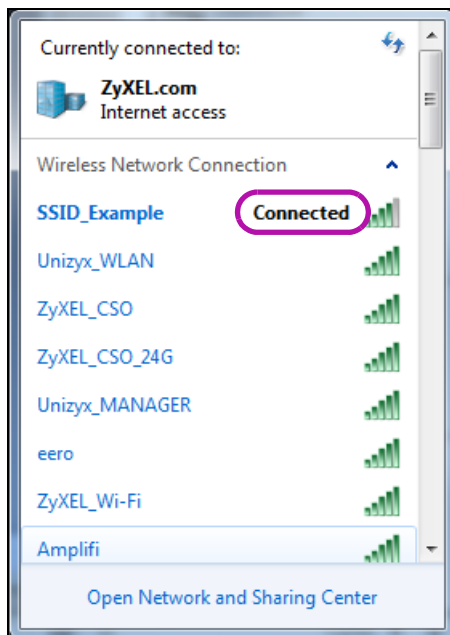 Currently connected to:
ZyXEL.com
Internet access
Wireless Network Connection
SSID_Example Connected
Unizyx_WLAN
ZyXEL_CSO
ZyXEL_CSO_24G
Unizyx_MANAGER
eero
ZyXEL_Wi-Fi
Amplifi
Open Network and Sharing Center